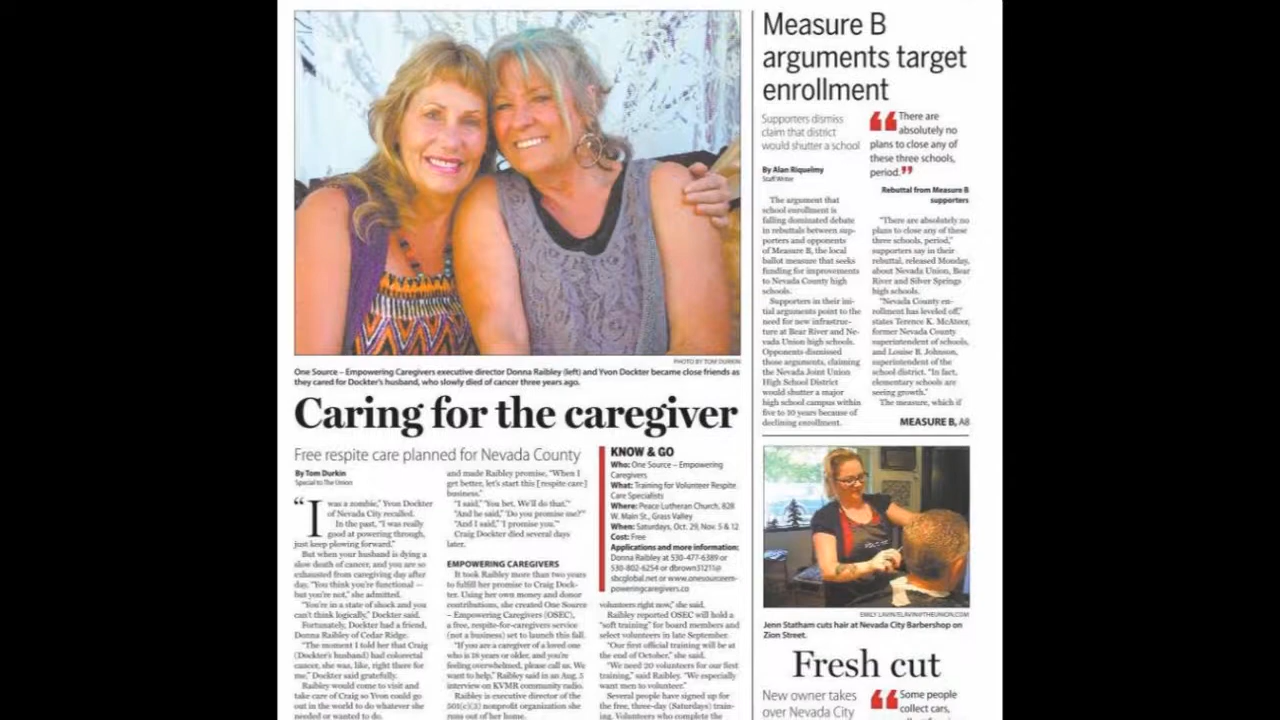 PHOTO BY TOM DURKIN
One Source – Empowering Caregivers executive director Donna Raibley (left) and Yvon Dockter became close friends as
they cared for Dockter's husband, who slowly died of cancer three years ago.
Caring for the caregiver
Free respite care planned for Nevada County
By Tom Durkin
Special to The Union
“I was a zombie,” Yvon Dockter
of Nevada City recalled.
In the past, “I was really
good at powering through,
just keep plowing forward.”
But when your husband is dying a
slow death of cancer, and you are so
exhausted from caregiving day after
day, “You think you're functional —
but you're not,” she admitted.
“You're in a state of shock and you
can't think logically,” Dockter said.
Fortunately, Dockter had a friend,
Donna Raibley of Cedar Ridge.
“The moment I told her that Craig
(Dockter's husband) had colorectal
cancer, she was, like, right there for
me,” Dockter said gratefully.
Raibley would come to visit and
take care of Craig so Yvon could go
out in the world to do whatever she
needed or wanted to do.
and made Raibley promise, “When I
get better, let's start this [respite care]
business.”
“I said, ‘You bet. We'll do that.’”
“And he said, ‘Do you promise me?’”
“And I said, ‘I promise you.’”
Craig Dockter died several days
later.
EMPOWERING CAREGIVERS
It took Raibley more than two years
to fulfill her promise to Craig Dock-
ter. Using her own money and donor
contributions, she created One Source
– Empowering Caregivers (OSEC),
a free, respite-for-caregivers service
(not a business) set to launch this fall.
“If you are a caregiver of a loved one
who is 18 years or older, and you're
feeling overwhelmed, please call us. We
want to help,” Raibley said in an Aug. 5
interview on KVMR community radio.
Raibley is executive director of the
501(c)(3) nonprofit organization she
runs out of her home.
KNOW & GO
Who: One Source – Empowering
Caregivers
What: Training for Volunteer Respite
Care Specialists
Where: Peace Lutheran Church, 828
W. Main St., Grass Valley
When: Saturdays, Oct. 29, Nov. 5 & 12
Cost: Free
Applications and more information:
Donna Raibley at 530-477-6389 or
530-802-6254 or dbrown31211@
sbcglobal.net or www.onesourceem-
poweringcaregivers.co
volunteers right now,” she said.
Raibley reported OSEC will hold a
“soft training” for board members and
select volunteers in late September.
“Our first official training will be at
the end of October,” she said.
“We need 20 volunteers for our first
training,” said Raibley. “We especially
want men to volunteer.”
Several people have signed up for
the free, three-day (Saturdays) train-
ing. Volunteers who complete the
Measure B
arguments target
enrollment
Supporters dismiss
claim that district
would shutter a school
By Alan Riquelmy
Staff Writer
The argument that
school enrollment is
falling dominated debate
in rebuttals between sup-
porters and opponents
of Measure B, the local
ballot measure that seeks
funding for improvements
to Nevada County high
schools.
Supporters in their ini-
tial arguments point to the
need for new infrastruc-
ture at Bear River and Ne-
vada Union high schools.
Opponents dismissed
those arguments, claiming
the Nevada Joint Union
High School District
would shutter a major
high school campus within
five to 10 years because of
declining enrollment.
“There are
absolutely no
plans to close any of
these three schools,
period.”
Rebuttal from Measure B
supporters
“There are absolutely no
plans to close any of these
three schools, period,”
supporters say in their
rebuttal, released Monday,
about Nevada Union, Bear
River and Silver Springs
high schools.
“Nevada County en-
rollment has leveled off,”
states Terence K. McAteer,
former Nevada County
superintendent of schools,
and Louise B. Johnson,
superintendent of the
school district. “In fact,
elementary schools are
seeing growth.”
The measure, which if
MEASURE B, A8
EMILY LAVIN/ELAVIN@THEUNION.COM
Jenn Statham cuts hair at Nevada City Barbershop on
Zion Street.
Fresh cut
New owner takes
over Nevada City
“Some people
collect cars,